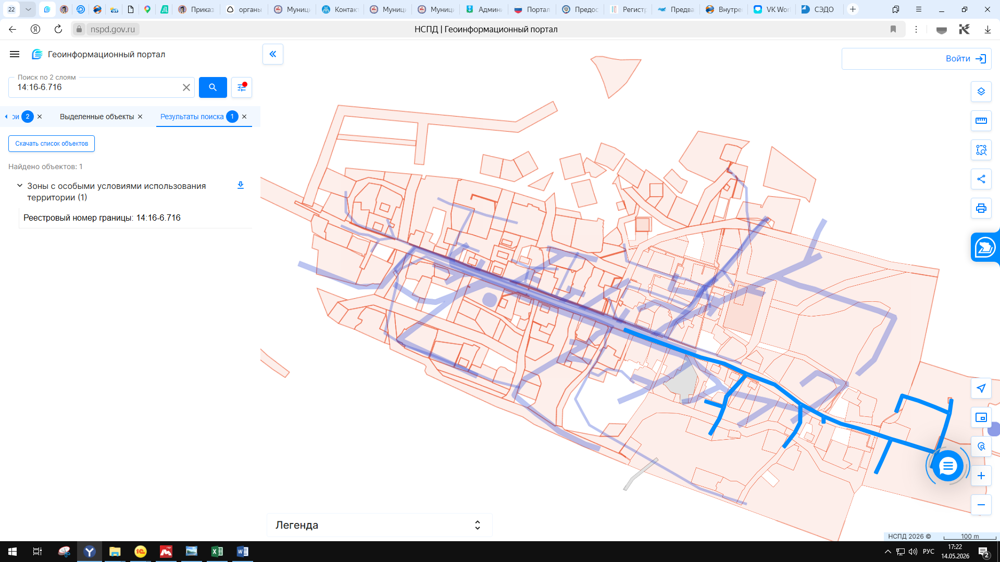 22
Приказ
органы
Муници
Контакт
Муници
Муници
Админи
Портал
Предос
Регистр
Предва
Внутрен
VK Wor
СЭДО
Я
nspd.gov.ru
НСПД | Геоинформационный портал
Геоинформационный портал
Войти
Поиск по 2 слоям
14:16-6.716
ои 2
Выделенные объекты
Результаты поиска 1
Скачать список объектов
Найдено объектов: 1
Зоны с особыми условиями использования
территории (1)
Реестровый номер границы: 14:16-6.716
Легенда
НСПД 2026 ©
100 m
РУС
17:22
14.05.2026
2